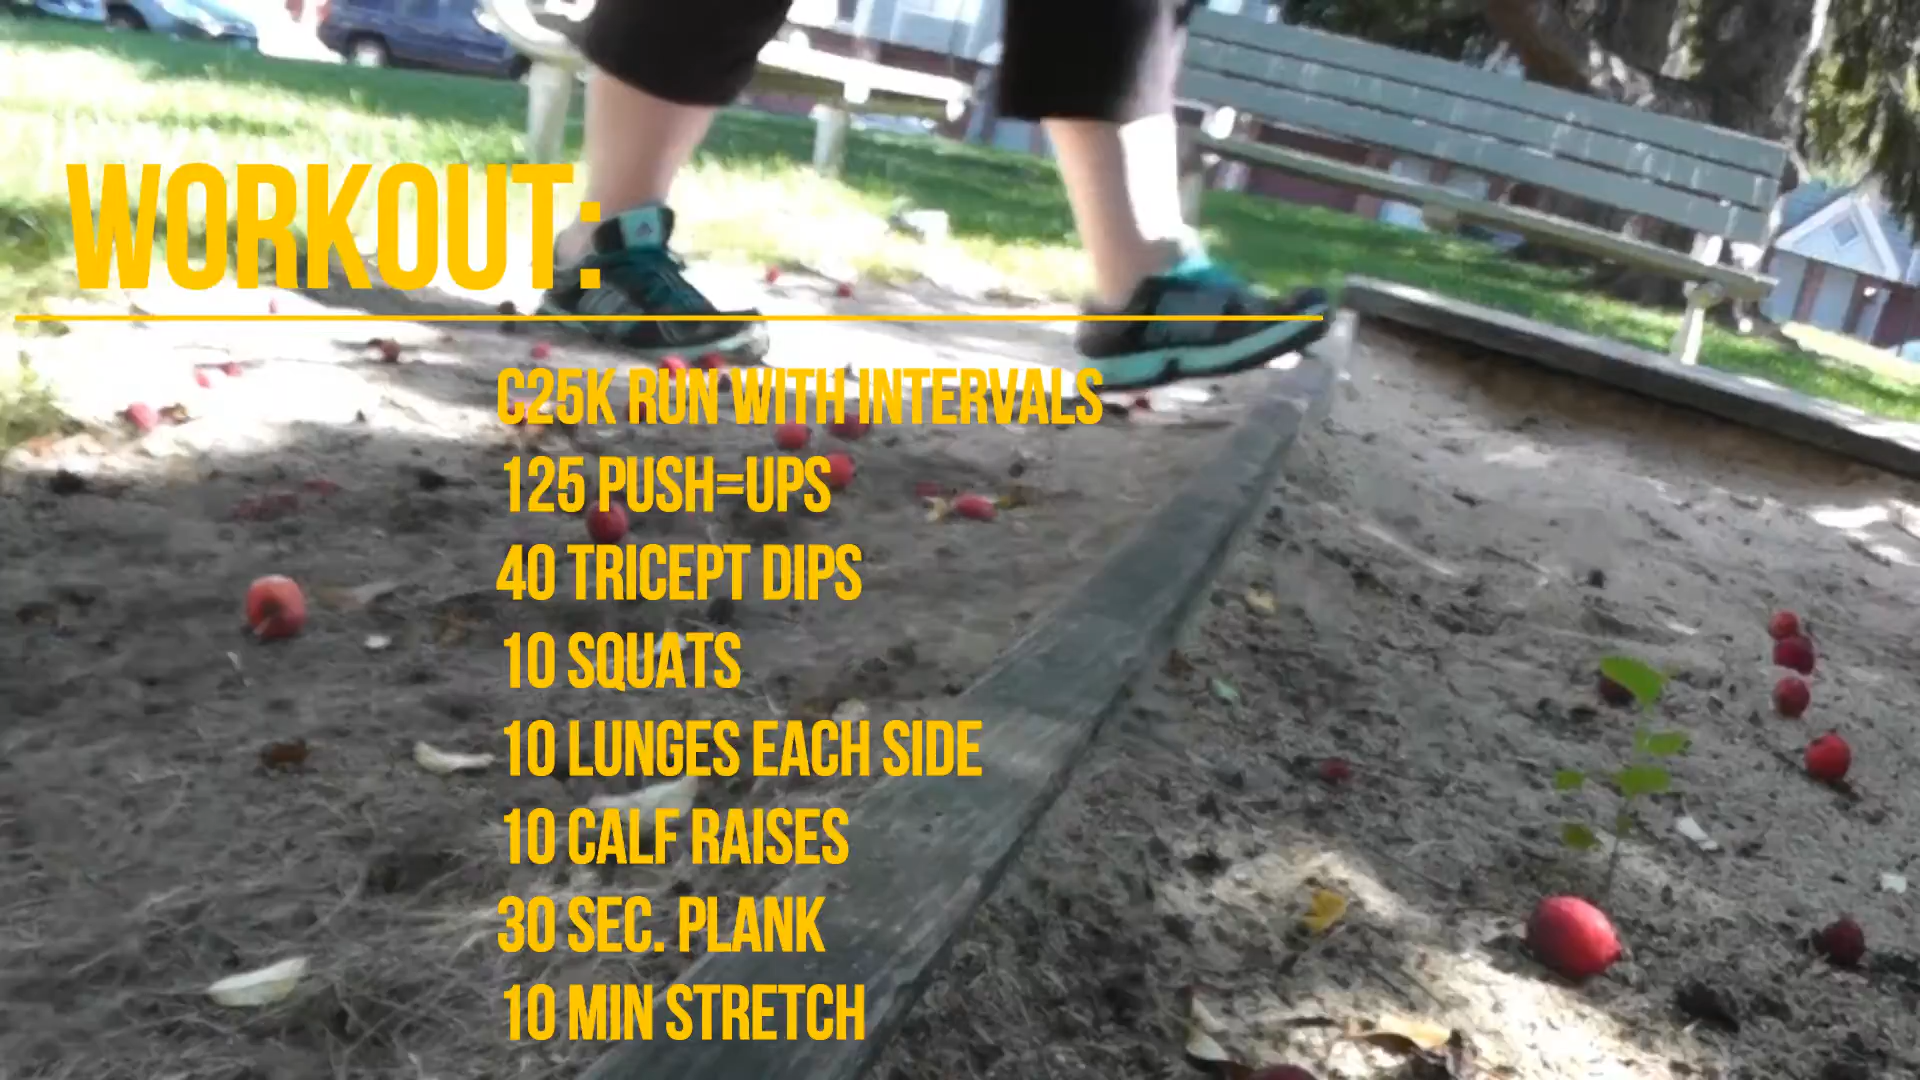 WORKOUT:
C25K RUN WITH INTERVALS
125 PUSH=UPS
40 TRICEPT DIPS
10 SQUATS
10 LUNGES EACH SIDE
10 CALF RAISES
30 SEC. PLANK
10 MIN STRETCH